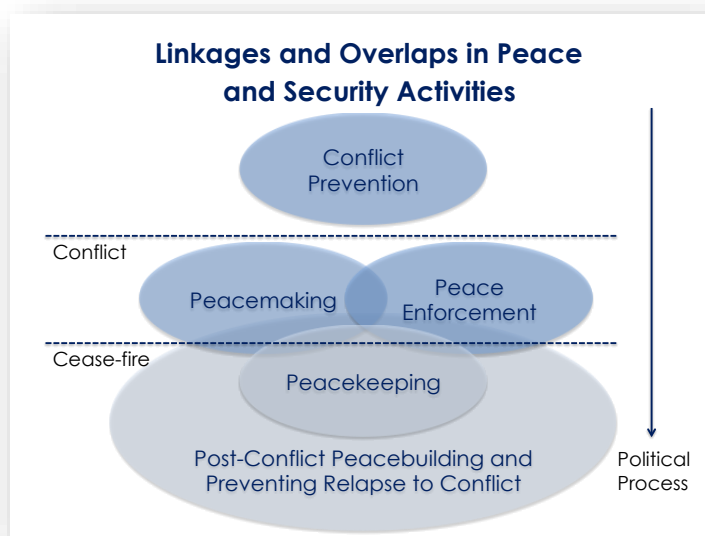 Linkages and Overlaps in Peace
and Security Activities
Conflict
Prevention
Conflict
Peacemaking
Peace
Enforcement
Cease-fire
Peacekeeping
Post-Conflict Peacebuilding and
Preventing Relapse to Conflict
Political
Process